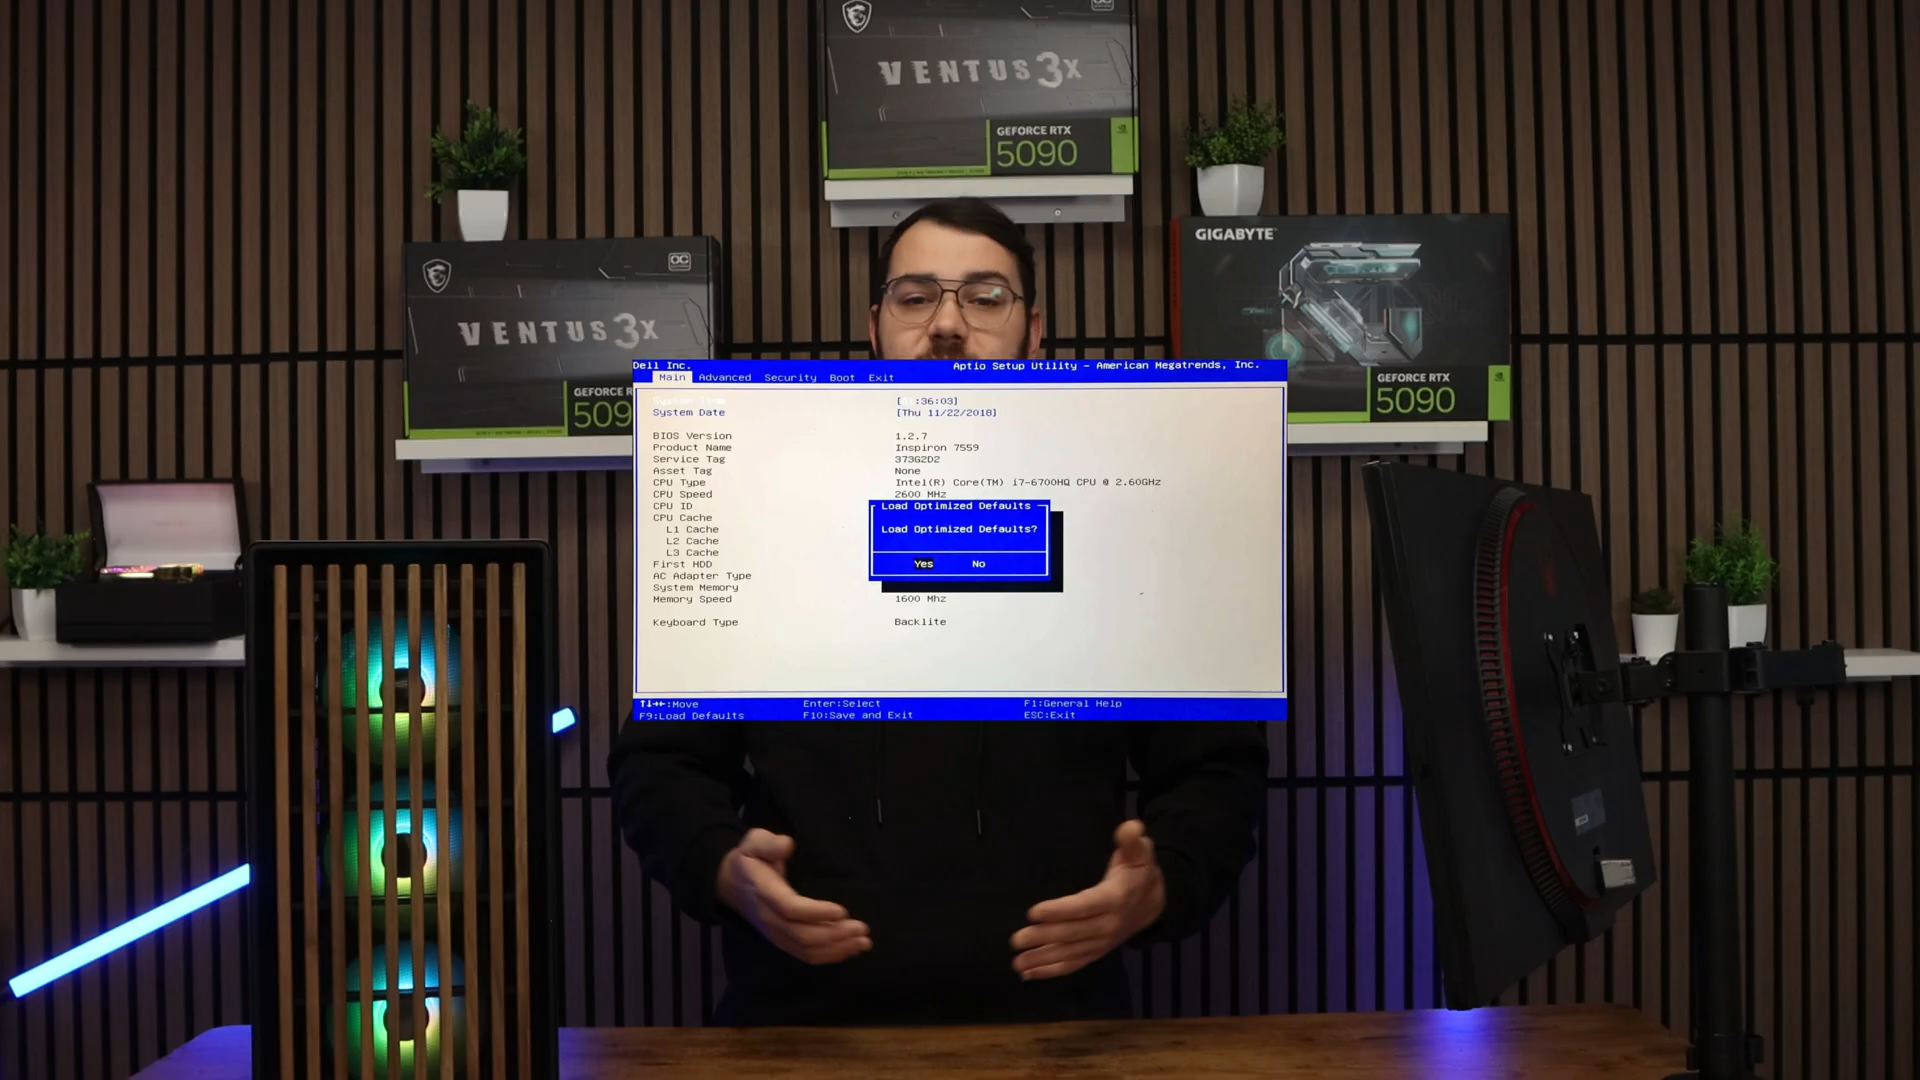 VENTUS 3X
GEFORCE RTX
5090
OC
VENTUS 3X
GEFORCE R
509
GIGABYTE
GEFORCE RTX
5090
Dell Inc.
Aptio Setup Utility - American Megatrends, Inc.
Main Advanced Security Boot Exit
[ :36:03]
System Date [Thu 11/22/2018]
BIOS Version 1.2.7
Product Name Inspiron 7559
Service Tag 373G2D2
Asset Tag None
CPU Type Intel(R) Core(TM) i7-6700HQ CPU @ 2.60GHz
CPU Speed 2600 MHz
CPU ID
CPU Cache
L1 Cache
L2 Cache
L3 Cache
First HDD
AC Adapter Type
System Memory
Memory Speed 1600 Mhz
Keyboard Type Backlite
Load Optimized Defaults
Load Optimized Defaults?
Yes No
↑↓→←:Move Enter:Select F1:General Help
F9:Load Defaults F10:Save and Exit ESC:Exit